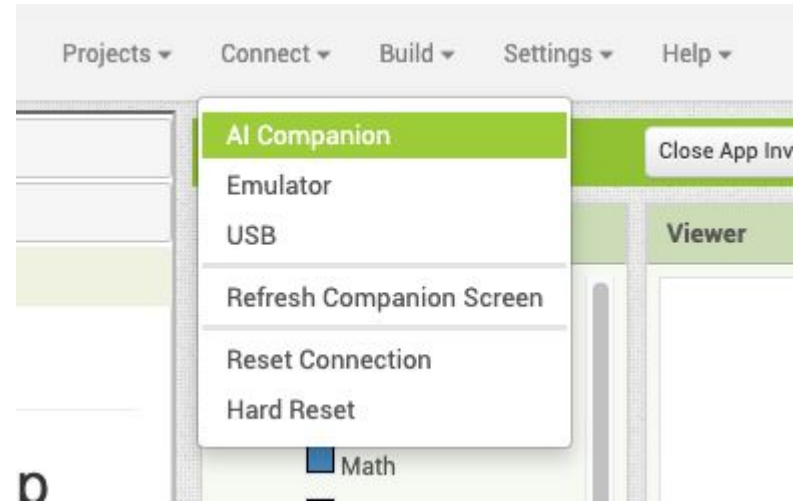 Projects Connect Build Settings Help
AI Companion
Close App Inv
Emulator
USB
Viewer
Refresh Companion Screen
Reset Connection
Hard Reset
Math
p